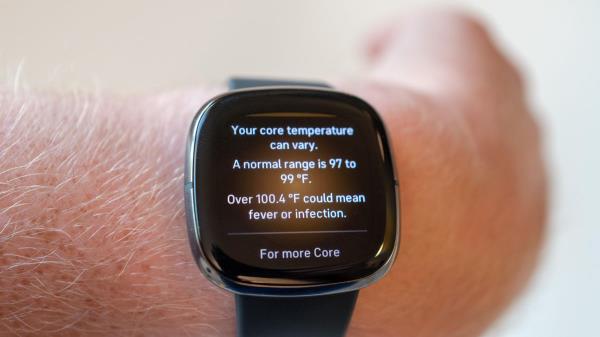 Your core temperature
can vary.
A normal range is 97 to
99 °F.
Over 100.4 °F could mean
fever or infection.
For more Core